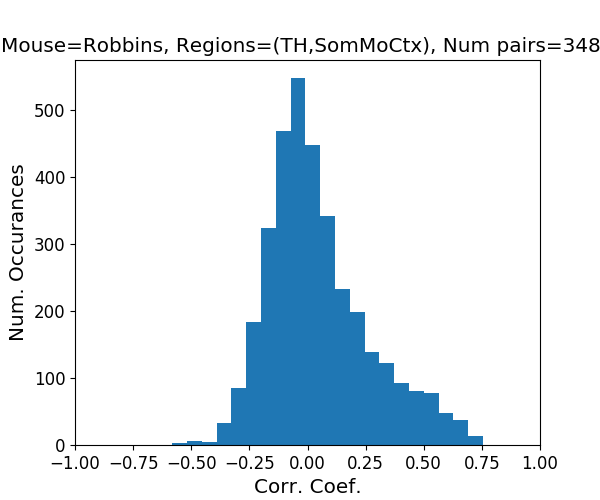 Mouse=Robbins, Regions=(TH,SomMoCtx), Num pairs=348
500
400
300
200
100
0
Num. Occurances
−1.00 −0.75 −0.50 −0.25 0.00 0.25 0.50 0.75 1.00
Corr. Coef.